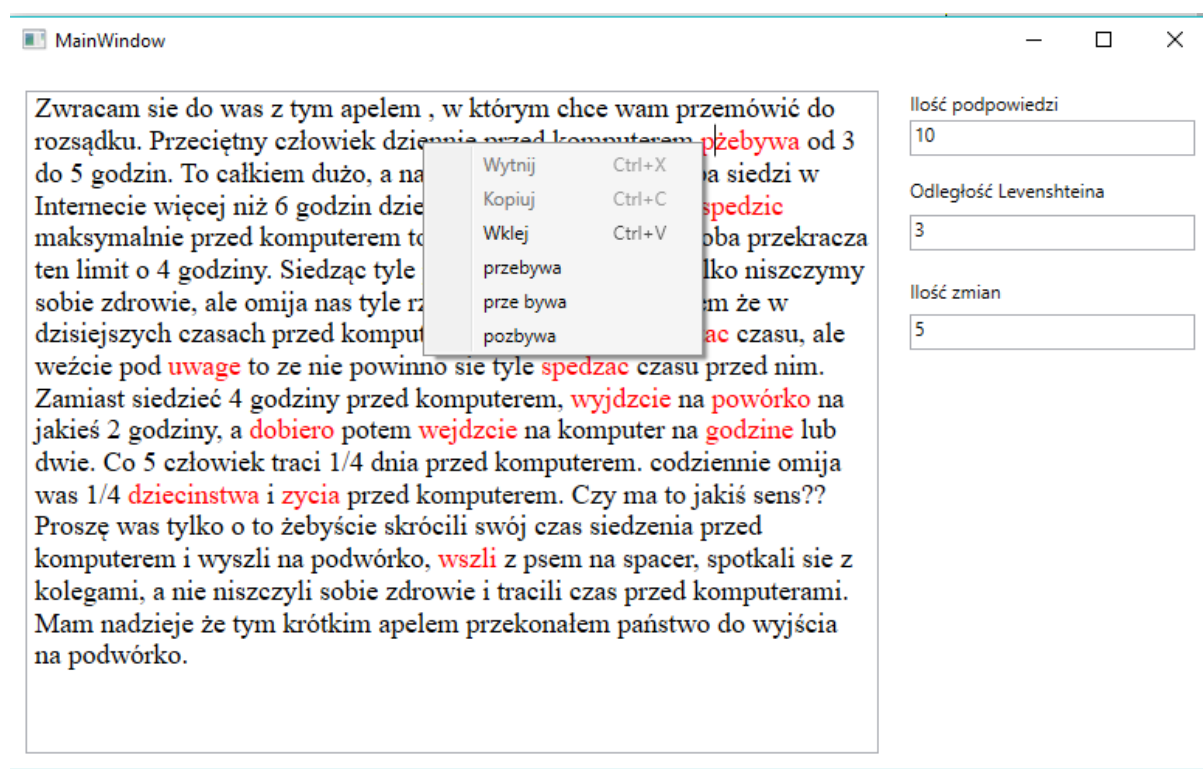 MainWindow
Zwracam sie do was z tym apelem , w którym chce wam przemówić do
rozsądku. Przeciętny człowiek dziennie przed komputerem pżebywa od 3
do 5 godzin. To całkiem dużo, a na siedzi w
Internecie więcej niż 6 godzin dzie spedzic
maksymalnie przed komputerem to przekracza
ten limit o 4 godziny. Siedząc tyle niszczymy
sobie zdrowie, ale omija nas tyle że w
dzisiejszych czasach przed komput czasu, ale
weźcie pod uwage to ze nie powinno sie tyle spedzac czasu przed nim.
Zamiast siedzieć 4 godziny przed komputerem, wyjdzcie na powórko na
jakieś 2 godziny, a dobiero potem wejdzcie na komputer na godzine lub
dwie. Co 5 człowiek traci 1/4 dnia przed komputerem. codziennie omija
was 1/4 dziecinstwa i zycia przed komputerem. Czy ma to jakiś sens??
Proszę was tylko o to żebyście skrócili swój czas siedzenia przed
komputerem i wyszli na podwórko, wszli z psem na spacer, spotkali sie z
kolegami, a nie niszczyli sobie zdrowie i tracili czas przed komputerami.
Mam nadzieje że tym krótkim apelem przekonałem państwo do wyjścia
na podwórko.
Wytnij Ctrl+X
Kopiuj Ctrl+C
Wklej Ctrl+V
przebywa
prze bywa
pozbywa
Ilość podpowiedzi
10
Odległość Levenshteina
3
Ilość zmian
5